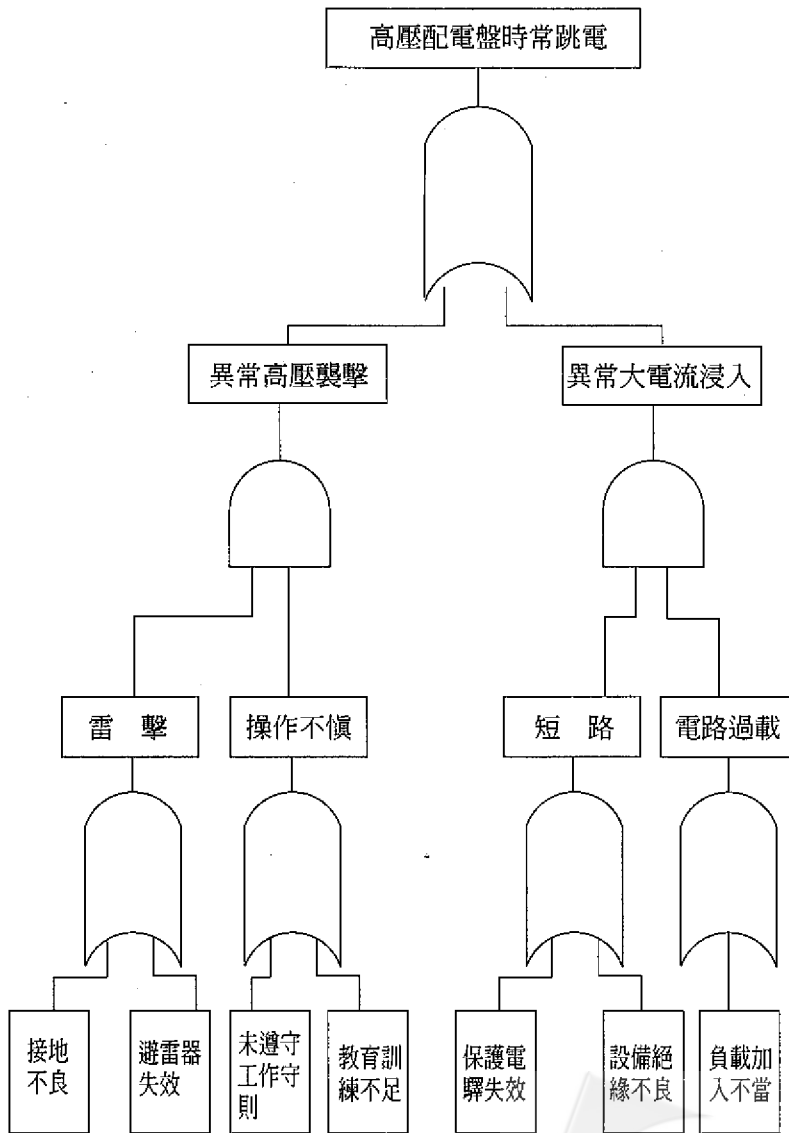 高壓配電盤時常跳電
異常高壓襲擊
異常大電流浸入
雷 擊
操作不慎
短 路
電路過載
接地
不良
避雷器
失效
未遵守
工作守
則
教育訓
練不足
保護電
驛失效
設備絕
緣不良
負載加
入不當